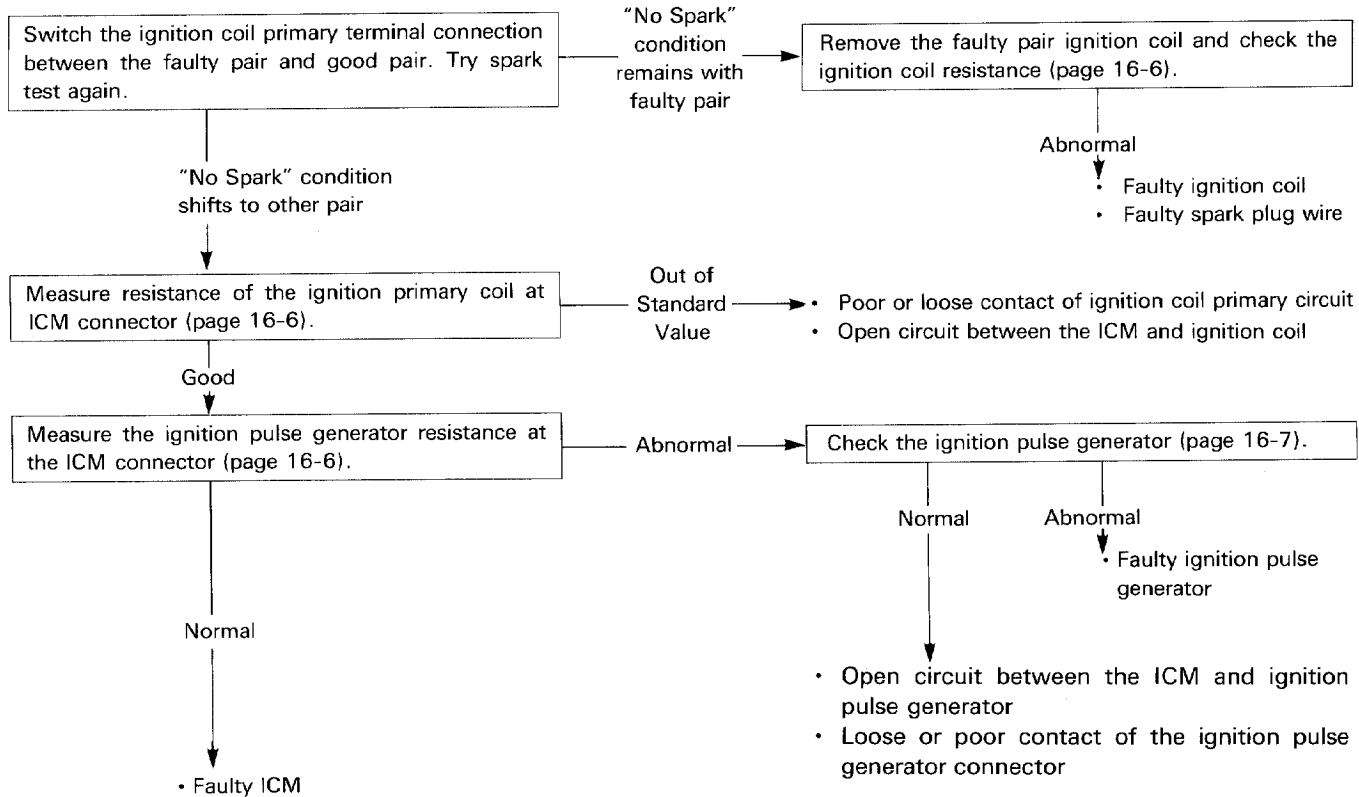 Switch the ignition coil primary terminal connection
between the faulty pair and good pair. Try spark
test again.
"No Spark"
condition
remains with
faulty pair
Remove the faulty pair ignition coil and check the
ignition coil resistance (page 16-6).
Abnormal
• Faulty ignition coil
• Faulty spark plug wire
"No Spark" condition
shifts to other pair
Measure resistance of the ignition primary coil at
ICM connector (page 16-6).
Out of
Standard
Value
• Poor or loose contact of ignition coil primary circuit
• Open circuit between the ICM and ignition coil
Good
Measure the ignition pulse generator resistance at
the ICM connector (page 16-6).
Abnormal
Check the ignition pulse generator (page 16-7).
Normal
Abnormal
• Faulty ignition pulse
generator
Normal
• Open circuit between the ICM and ignition
pulse generator
• Loose or poor contact of the ignition pulse
generator connector
• Faulty ICM